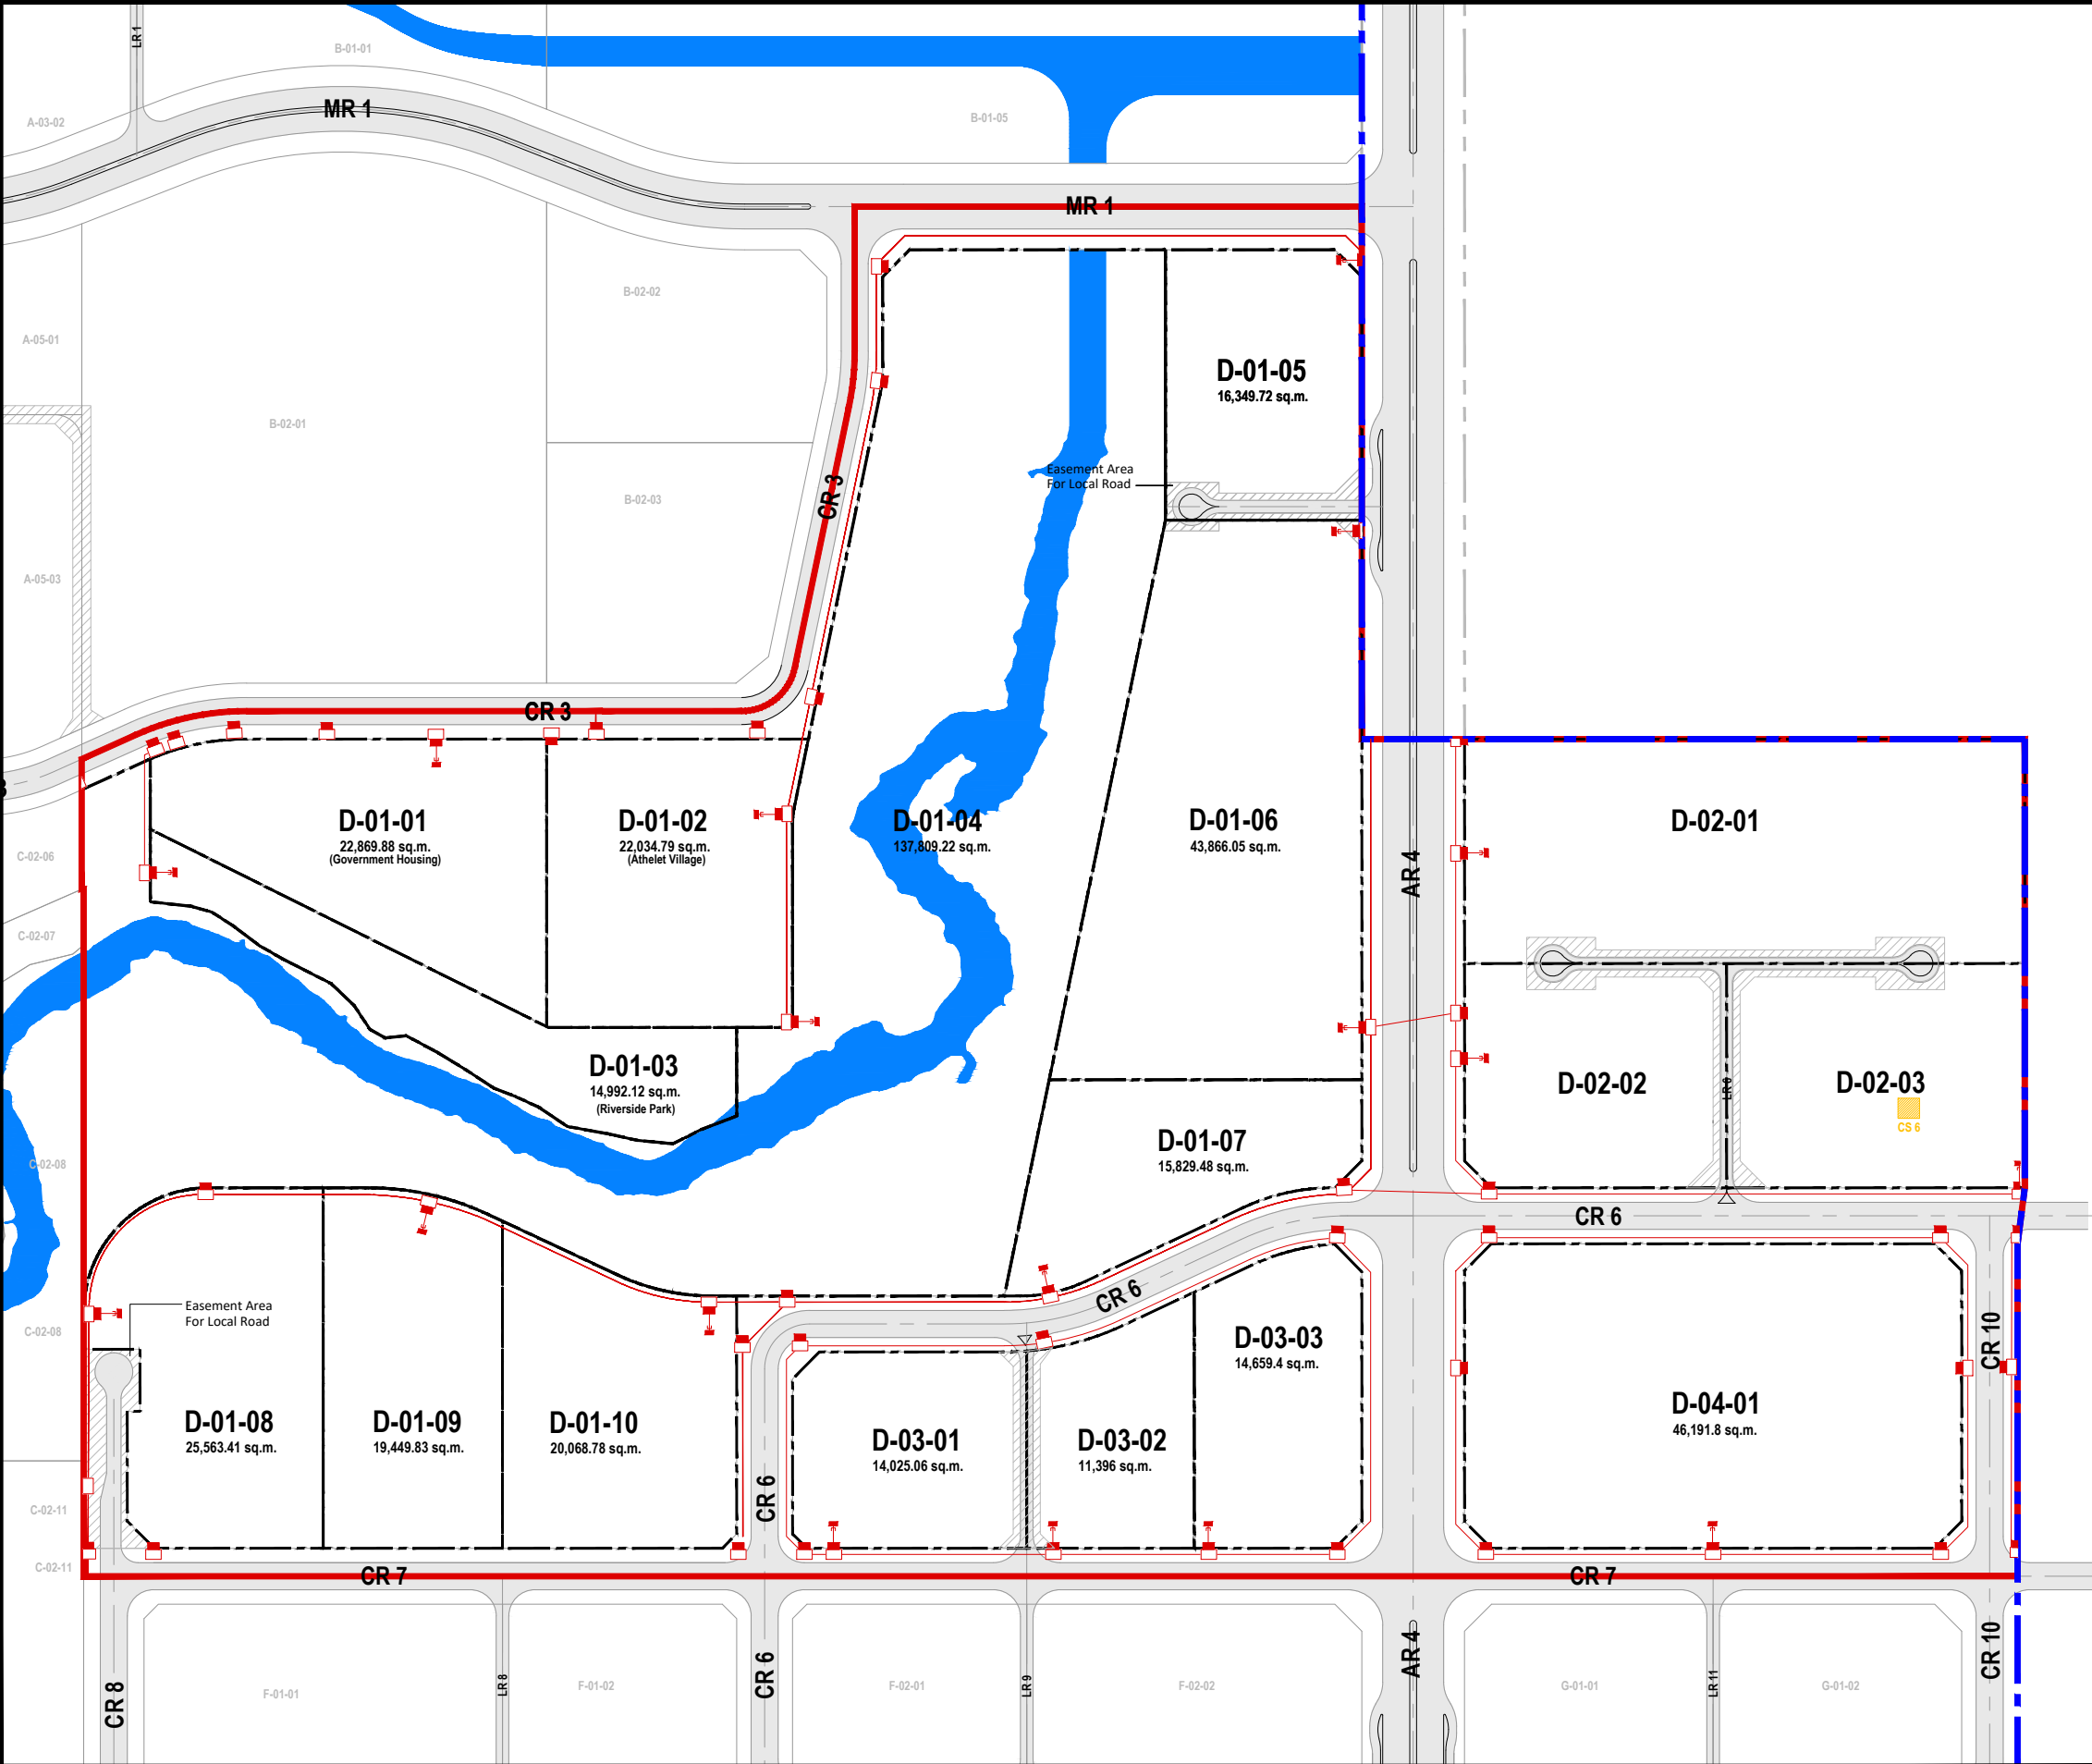 LR 1
B-01-01
MR 1
A-03-02
B-01-05
MR 1
B-02-02
A-05-01
D-01-05
16,349.72 sq.m.
B-02-01
Easement Area
For Local Road
CR 3
B-02-03
A-05-03
CR 3
D-01-01
22,869.88 sq.m.
(Government Housing)
D-01-02
22,034.79 sq.m.
(Athelet Village)
D-01-04
137,809.22 sq.m.
D-01-06
43,866.05 sq.m.
AR 4
D-02-01
C-02-06
C-02-07
D-01-03
14,992.12 sq.m.
(Riverside Park)
D-02-02
LR 6
D-02-03
CS 6
D-01-07
15,829.48 sq.m.
C-02-08
CR 6
CR 6
Easement Area
For Local Road
C-02-08
D-03-03
14,659.4 sq.m.
CR 10
D-01-08
25,563.41 sq.m.
D-01-09
19,449.83 sq.m.
D-01-10
20,068.78 sq.m.
D-03-01
14,025.06 sq.m.
D-03-02
11,396 sq.m.
D-04-01
46,191.8 sq.m.
CR 6
C-02-11
C-02-11
CR 7
CR 7
CR 8
F-01-01
LR 8
F-01-02
CR 6
F-02-01
LR 9
F-02-02
AR 4
G-01-01
LR 11
G-01-02
CR 10